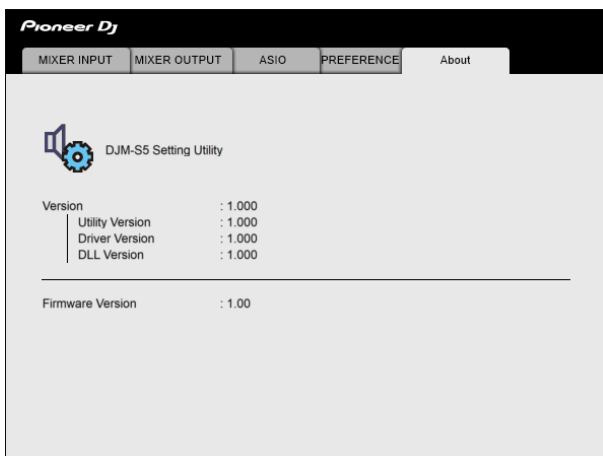 Pioneer Dj
MIXER INPUT MIXER OUTPUT ASIO PREFERENCE About
DJM-S5 Setting Utility
Version : 1.000
Utility Version : 1.000
Driver Version : 1.000
DLL Version : 1.000
Firmware Version : 1.00